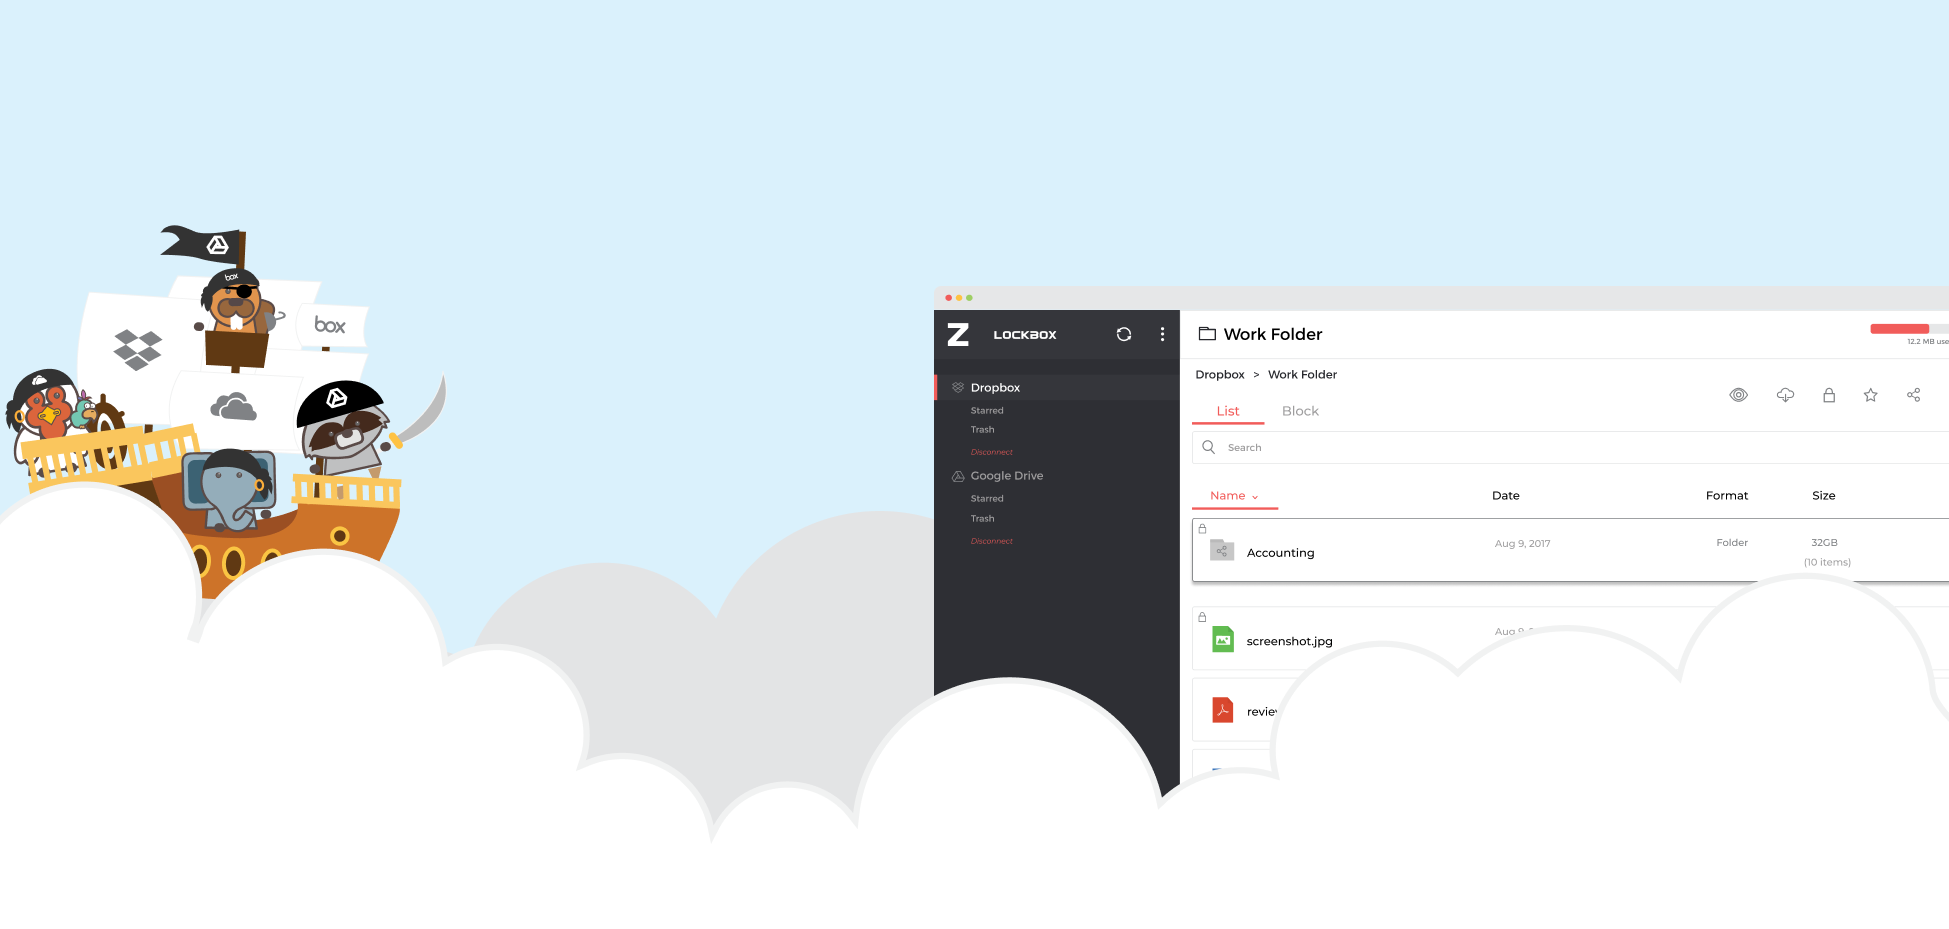 box
box
Z LOCKBOX
Work Folder
12.2 MB use
Dropbox
Dropbox > Work Folder
List Block
Starred
Trash
Search
Disconnect
Google Drive
Starred
Name Date Format Size
Trash
Disconnect
Accounting Aug 9, 2017 Folder 32GB
(10 items)
screenshot.jpg Aug 9,
revie